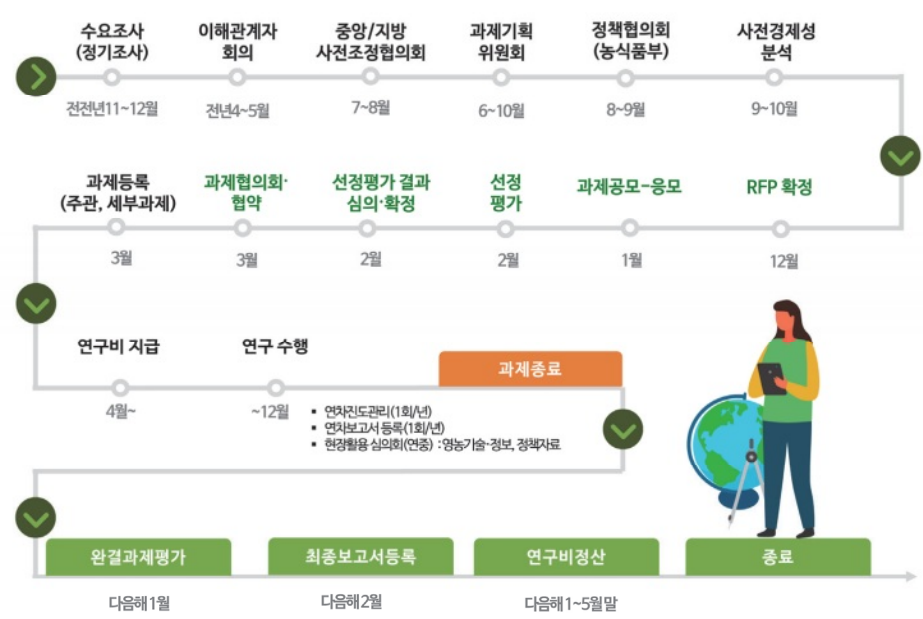 수요조사
(정기조사)
이해관계자
회의
중앙/지방
사전조정협의회
과제기획
위원회
정책협의회
(농식품부)
사전경제성
분석
전전년11~12월
전년4~5월
7~8월
6~10월
8~9월
9~10월
과제등록
(주관, 세부과제)
과제협의회·
협약
선정평가 결과
심의·확정
선정
평가
과제공모-응모
RFP 확정
3월
3월
2월
2월
1월
12월
연구비 지급
연구 수행
과제종료
4월~
~12월
▪ 연차진도관리(1회/년)
▪ 연차보고서 등록(1회/년)
▪ 현장활용 심의회(연중) : 영농기술·정보, 정책자료
완결과제평가
최종보고서등록
연구비정산
종료
다음해 1월
다음해 2월
다음해 1~5월 말